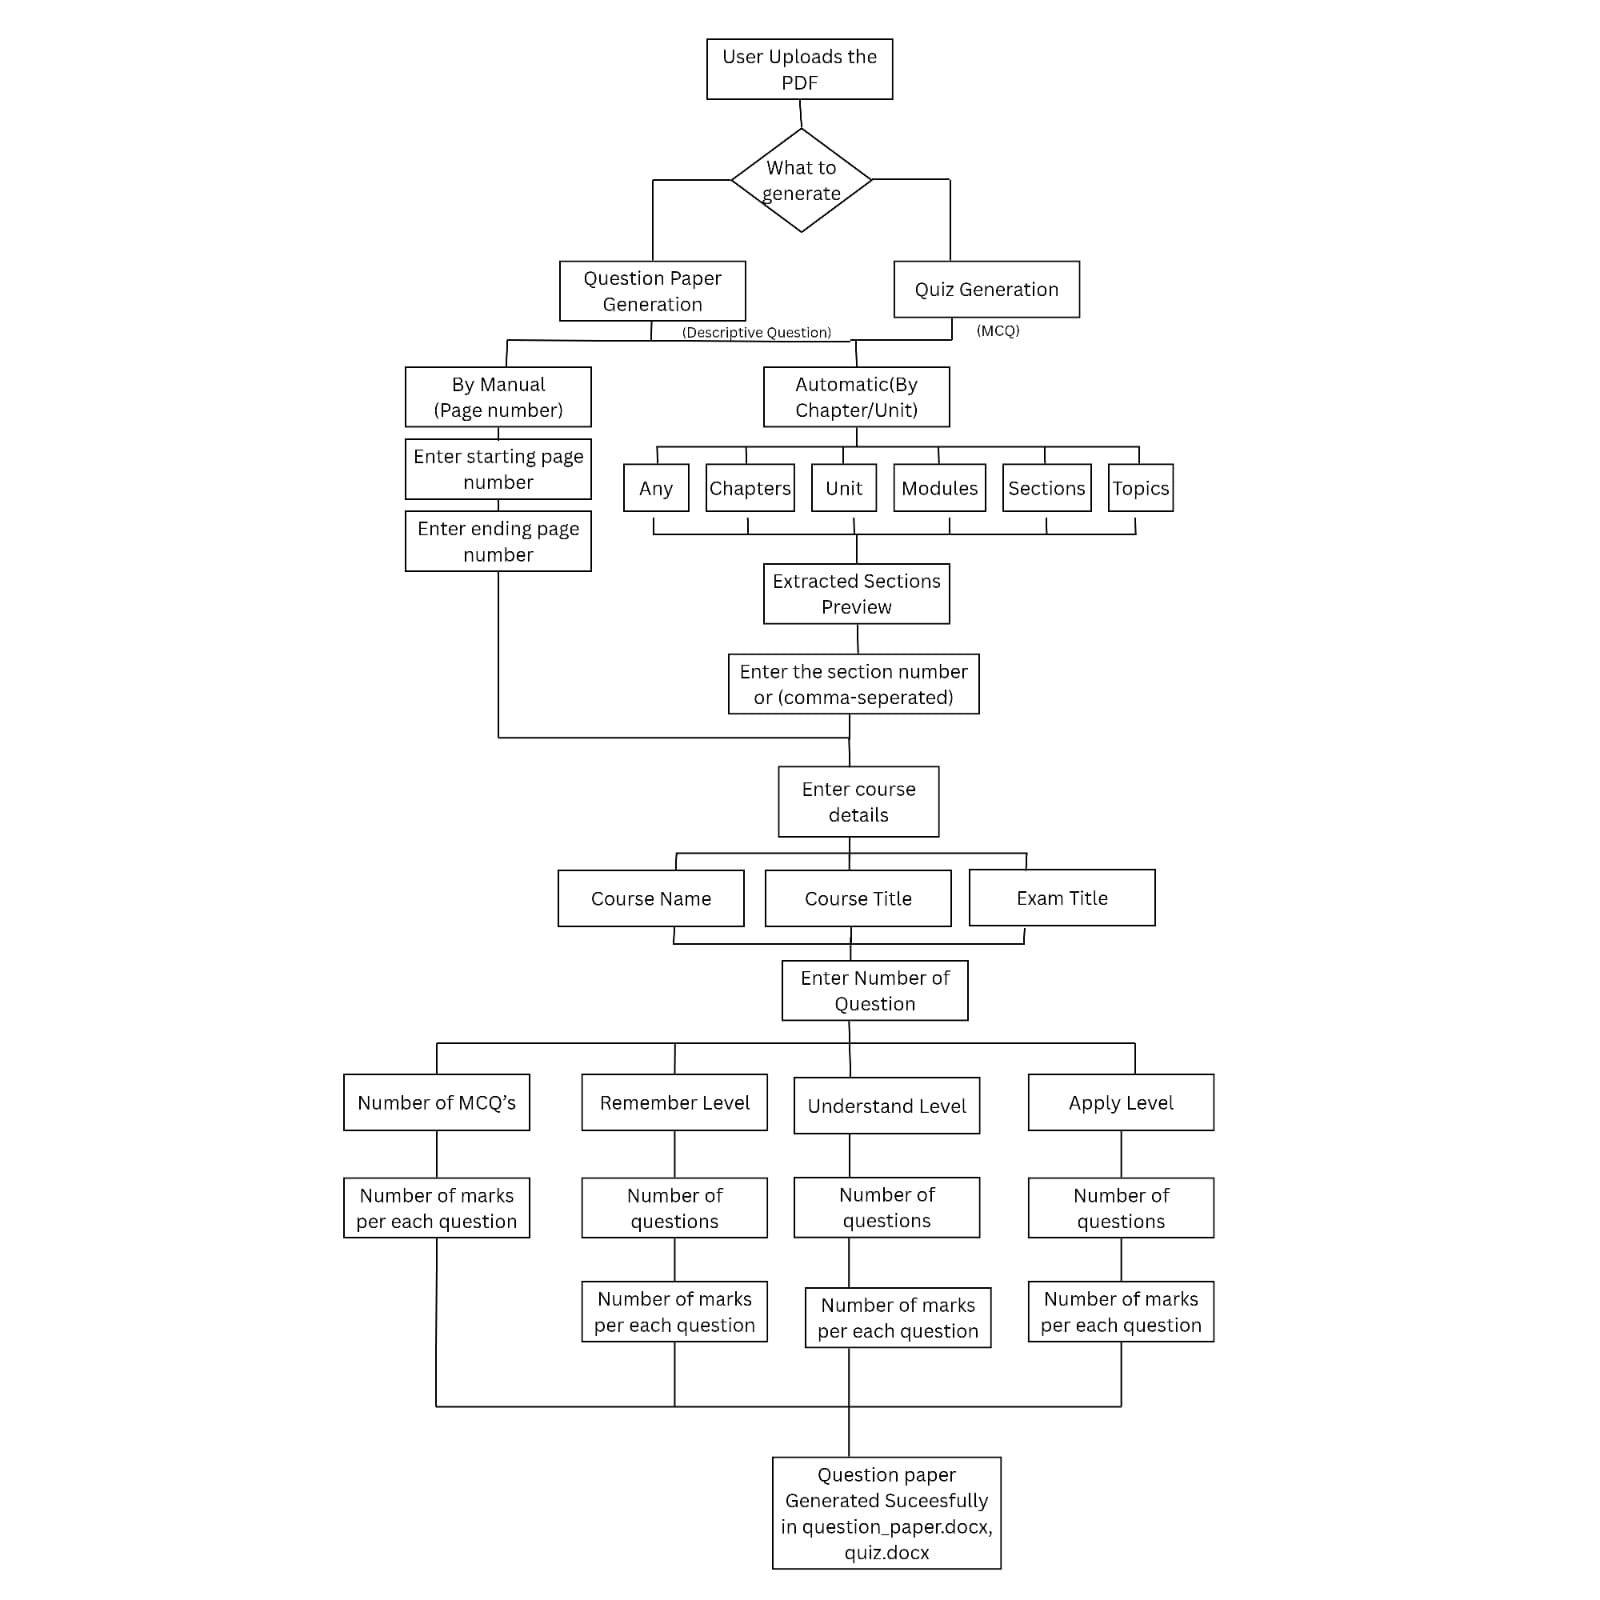 User Uploads the
PDF
What to
generate
Question Paper
Generation
Quiz Generation
(Descriptive Question)
(MCQ)
By Manual
(Page number)
Automatic(By
Chapter/Unit)
Enter starting page
number
Any
Chapters
Unit
Modules
Sections
Topics
Enter ending page
number
Extracted Sections
Preview
Enter the section number
or (comma-seperated)
Enter course
details
Course Name
Course Title
Exam Title
Enter Number of
Question
Number of MCQ’s
Remember Level
Understand Level
Apply Level
Number of marks
per each question
Number of
questions
Number of
questions
Number of
questions
Number of marks
per each question
Number of marks
per each question
Number of marks
per each question
Question paper
Generated Suceesfully
in question_paper.docx,
quiz.docx